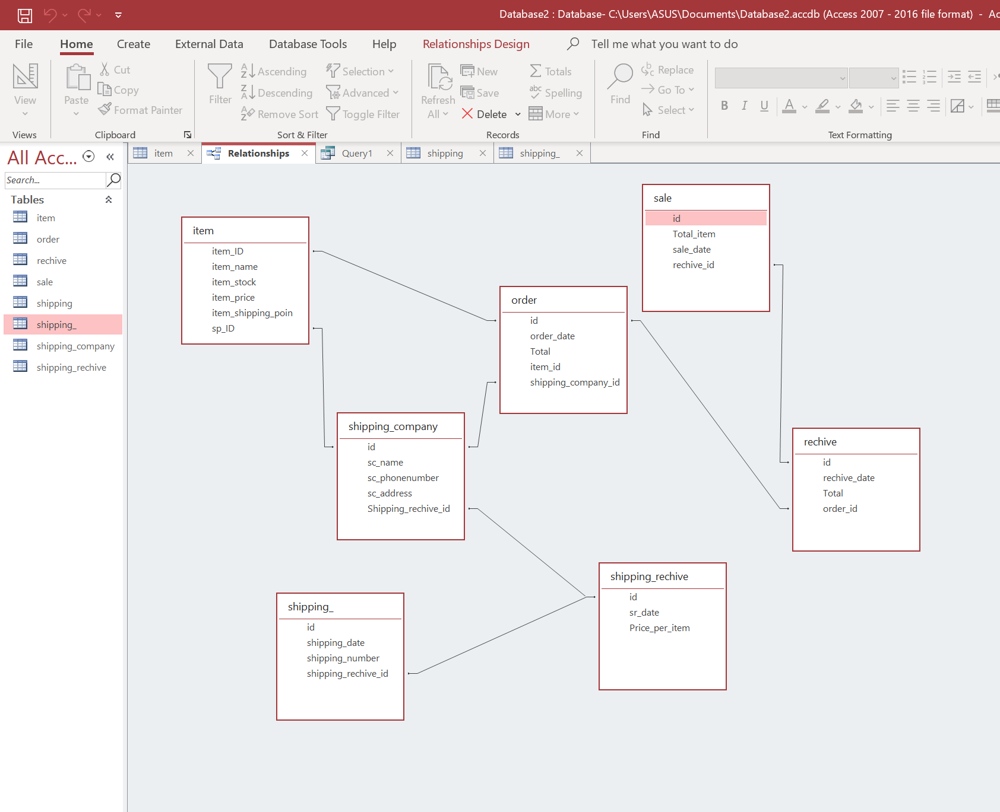 Database2 : Database- C:\Users\ASUS\Documents\Database2.accdb (Access 2007 - 2016 file format) - Ac
File Home Create External Data Database Tools Help Relationships Design Tell me what you want to do
View
Views
Paste
Cut
Copy
Format Painter
Clipboard
Filter
Ascending
Descending
Remove Sort
Selection
Advanced
Toggle Filter
Sort & Filter
Refresh
All
New
Save
Delete
Totals
Spelling
More
Records
Find
Replace
Go To
Select
Find
B I U A
Text Formatting
All Acc...
Search...
Tables
item
order
rechive
sale
shipping
shipping_
shipping_company
shipping_rechive
item Relationships Query1 shipping shipping_
item
item_ID
item_name
item_stock
item_price
item_shipping_poin
sp_ID
sale
id
Total_item
sale_date
rechive_id
order
id
order_date
Total
item_id
shipping_company_id
shipping_company
id
sc_name
sc_phonenumber
sc_address
Shipping_rechive_id
rechive
id
rechive_date
Total
order_id
shipping_rechive
id
sr_date
Price_per_item
shipping_
id
shipping_date
shipping_number
shipping_rechive_id